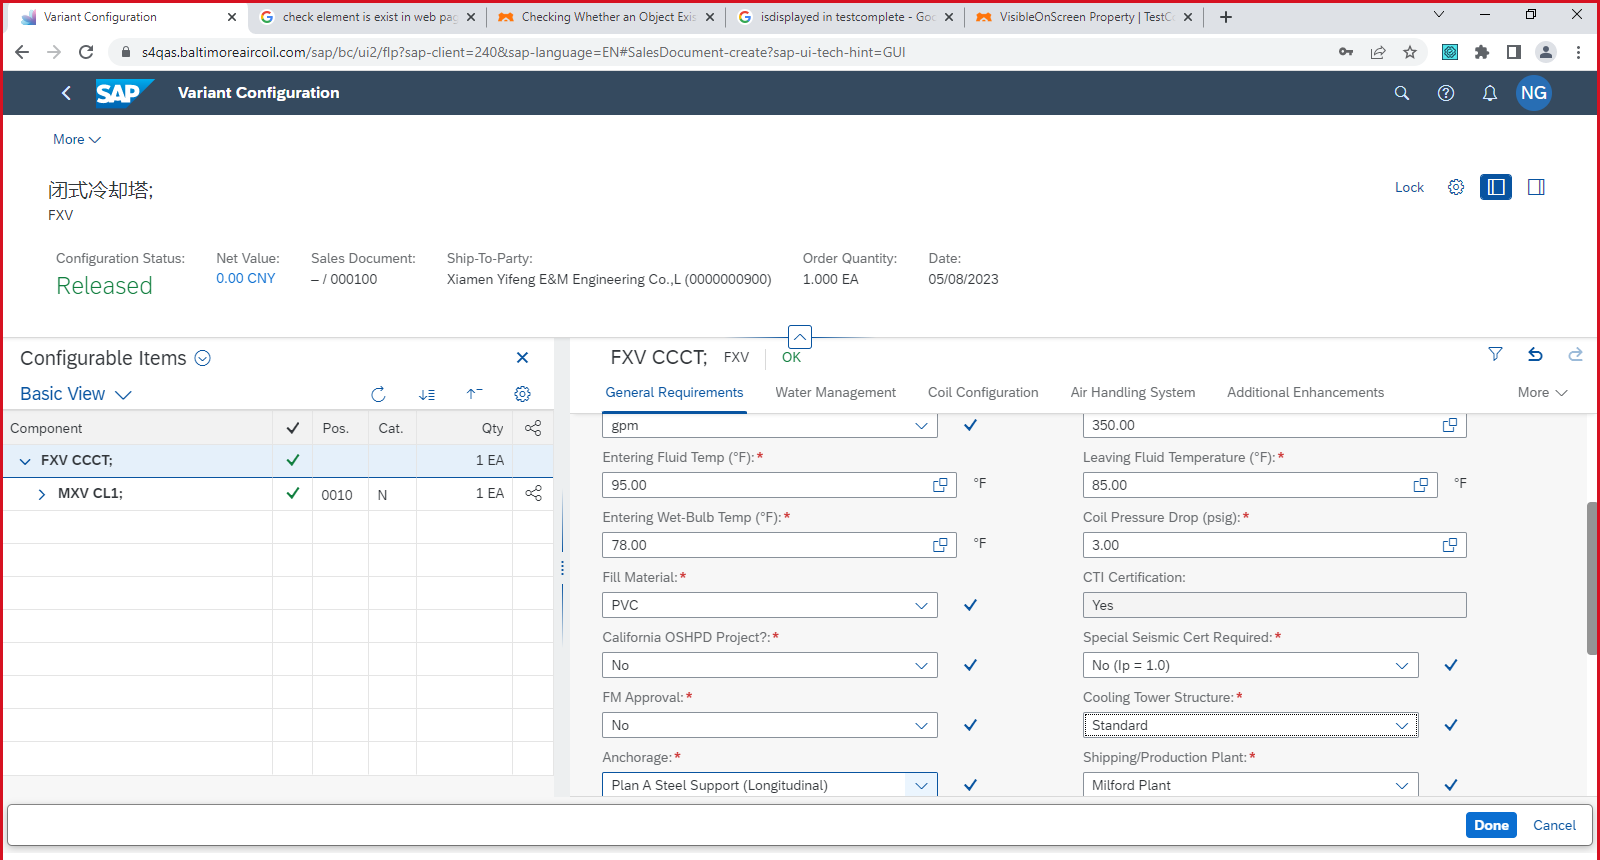 Variant Configuration
check element is exist in web pag
Checking Whether an Object Exis
isdisplayed in testcomplete - Goo
VisibleOnScreen Property | TestCo
s4qas.baltimoreaircoil.com/sap/bc/ui2/flp?sap-client=240&sap-language=EN#SalesDocument-create?sap-ui-tech-hint=GUI
SAP Variant Configuration NG
More
闭式冷却塔;
FXV
Lock
Configuration Status: Net Value: Sales Document: Ship-To-Party: Order Quantity: Date:
Released 0.00 CNY – / 000100 Xiamen Yifeng E&M Engineering Co.,L (0000000900) 1.000 EA 05/08/2023
Configurable Items
Basic View
Component Pos. Cat. Qty
FXV CCCT; 1 EA
MXV CL1; 0010 N 1 EA
FXV CCCT; FXV OK
General Requirements Water Management Coil Configuration Air Handling System Additional Enhancements More
gpm 350.00
Entering Fluid Temp (°F):* Leaving Fluid Temperature (°F):*
95.00 °F 85.00 °F
Entering Wet-Bulb Temp (°F):* Coil Pressure Drop (psig):*
78.00 °F 3.00
Fill Material:* CTI Certification:
PVC Yes
California OSHPD Project?:* Special Seismic Cert Required:*
No No (Ip = 1.0)
FM Approval:* Cooling Tower Structure:*
No Standard
Anchorage:* Shipping/Production Plant:*
Plan A Steel Support (Longitudinal) Milford Plant
Done Cancel